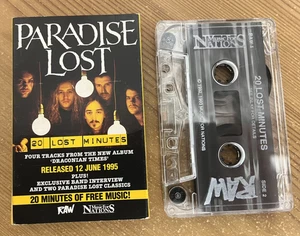 PARADISE
LOST
20 LOST MINUTES
FOUR TRACKS FROM THE NEW ALBUM
'DRACONIAN TIMES'
RELEASED 12 JUNE 1995
PLUS!
EXCLUSIVE BAND INTERVIEW
AND TWO PARADISE LOST CLASSICS
20 MINUTES OF FREE MUSIC!
RAW
Music For
Nations
Music For
Nations
20 LOST MINUTES
RAW